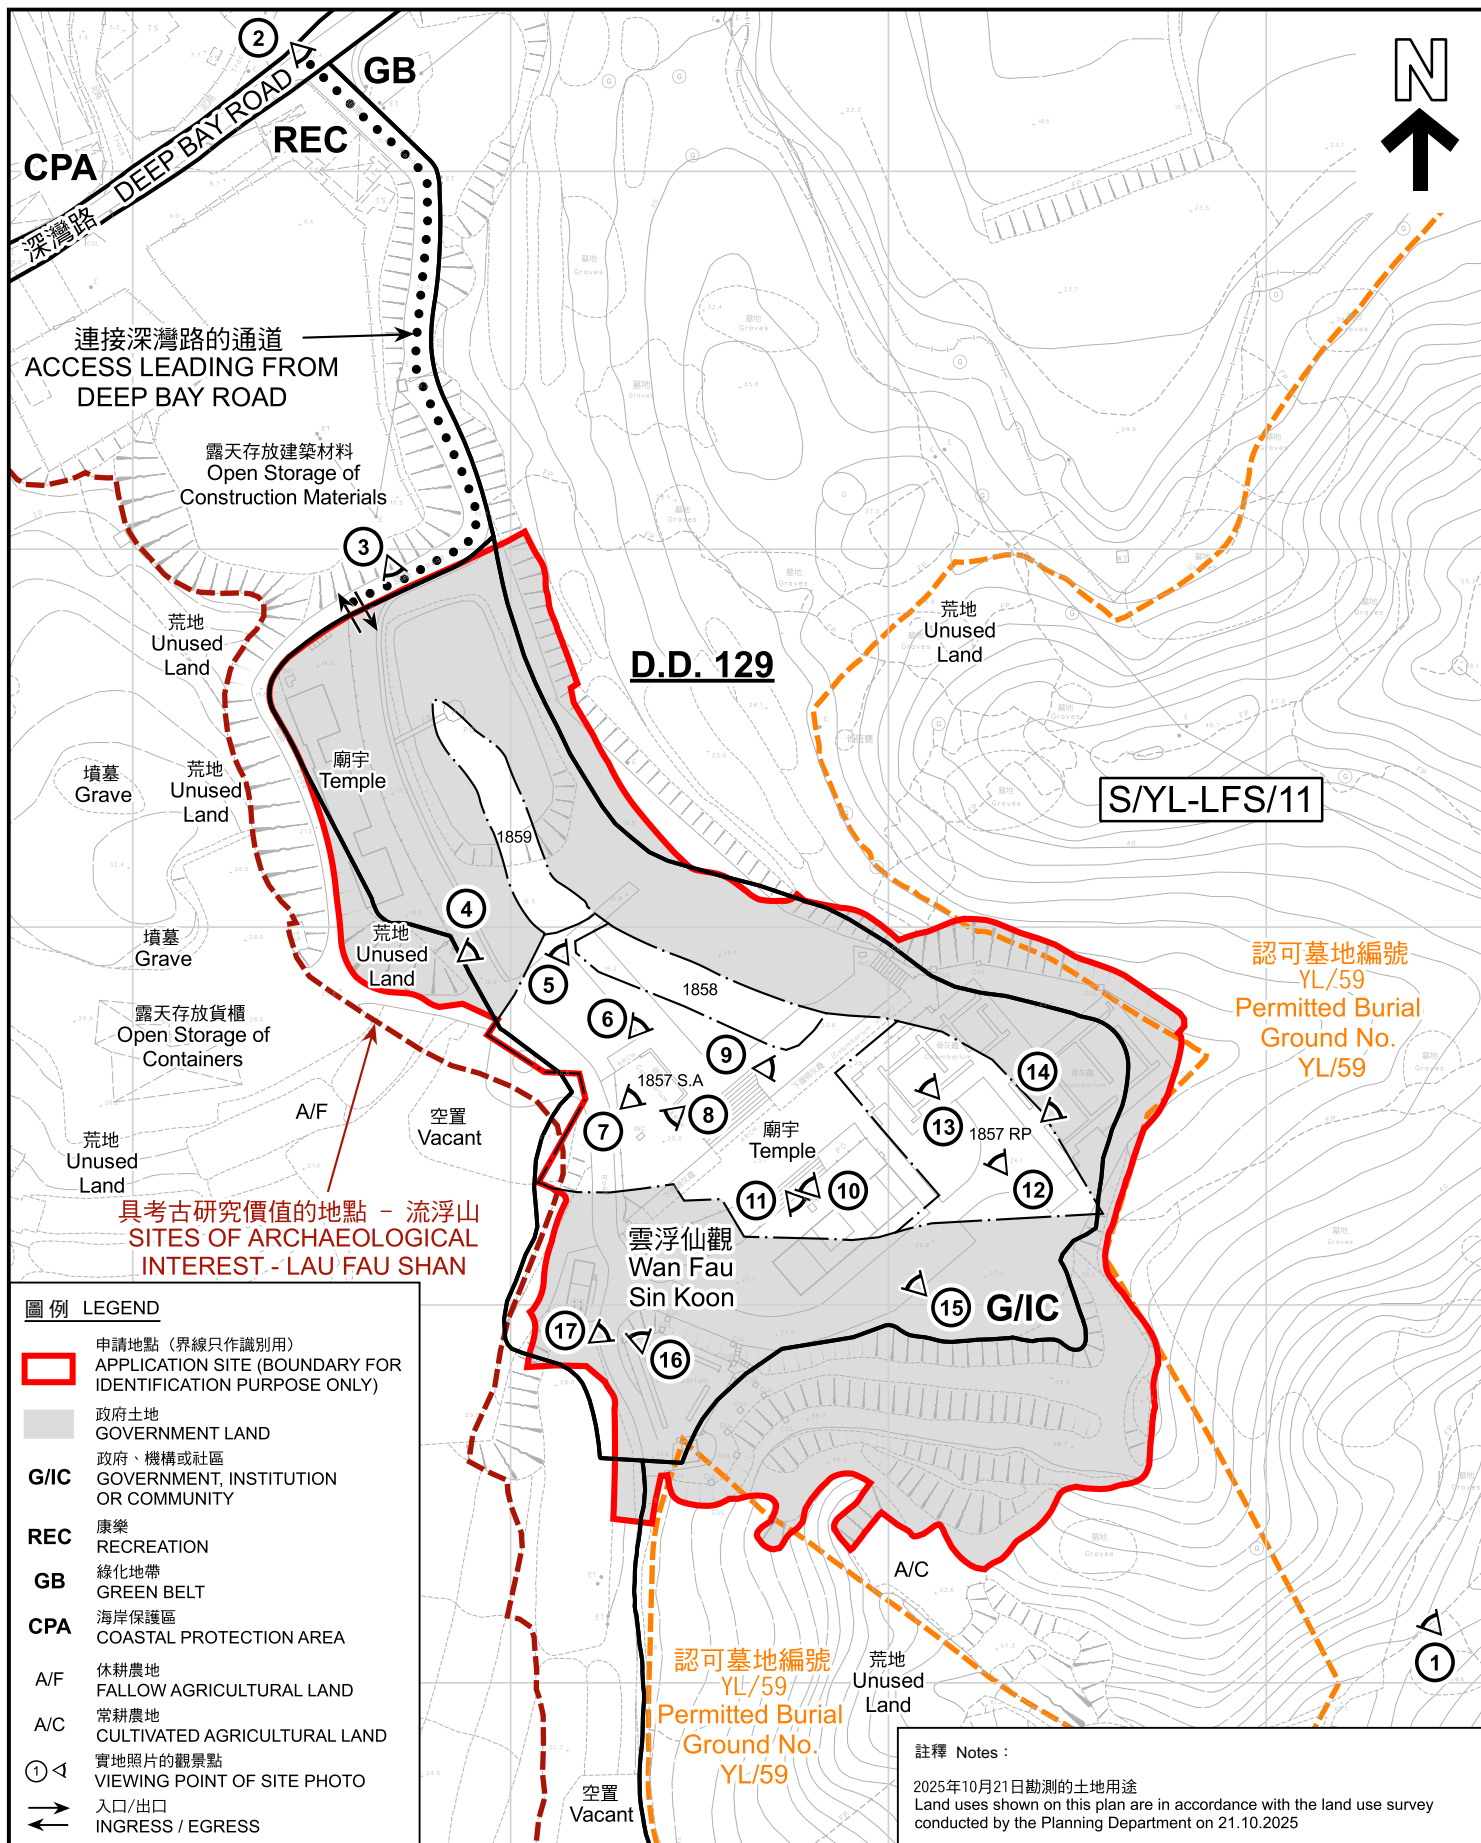 2
GB
N
REC
CPA
深灣路 DEEP BAY ROAD
連接深灣路的通道
ACCESS LEADING FROM
DEEP BAY ROAD
露天存放建築材料
Open Storage of
Construction Materials
3
荒地
Unused
Land
D.D. 129
荒地
Unused
Land
廟宇
Temple
墳墓
Grave
荒地
Unused
Land
S/YL-LFS/11
1859
4
荒地
Unused
Land
墳墓
Grave
5
1858
認可墓地編號
YL/59
Permitted Burial
Ground No.
YL/59
露天存放貨櫃
Open Storage of
Containers
6
9
14
1857 S.A
A/F
空置
Vacant
7
8
13
1857 RP
廟宇
Temple
荒地
Unused
Land
11
10
12
具考古研究價值的地點 - 流浮山
SITES OF ARCHAEOLOGICAL
INTEREST - LAU FAU SHAN
雲浮仙觀
Wan Fau
Sin Koon
15
G/IC
17
16
A/C
認可墓地編號
YL/59
Permitted Burial
Ground No.
YL/59
荒地
Unused
Land
1
空置
Vacant
圖例 LEGEND
申請地點（界線只作識別用）
APPLICATION SITE (BOUNDARY FOR
IDENTIFICATION PURPOSE ONLY)
政府土地
GOVERNMENT LAND
G/IC
政府、機構或社區
GOVERNMENT, INSTITUTION
OR COMMUNITY
REC
康樂
RECREATION
GB
綠化地帶
GREEN BELT
CPA
海岸保護區
COASTAL PROTECTION AREA
A/F
休耕農地
FALLOW AGRICULTURAL LAND
A/C
常耕農地
CULTIVATED AGRICULTURAL LAND
1
實地照片的觀景點
VIEWING POINT OF SITE PHOTO
入口/出口
INGRESS / EGRESS
註釋 Notes :
2025年10月21日勘測的土地用途
Land uses shown on this plan are in accordance with the land use survey
conducted by the Planning Department on 21.10.2025